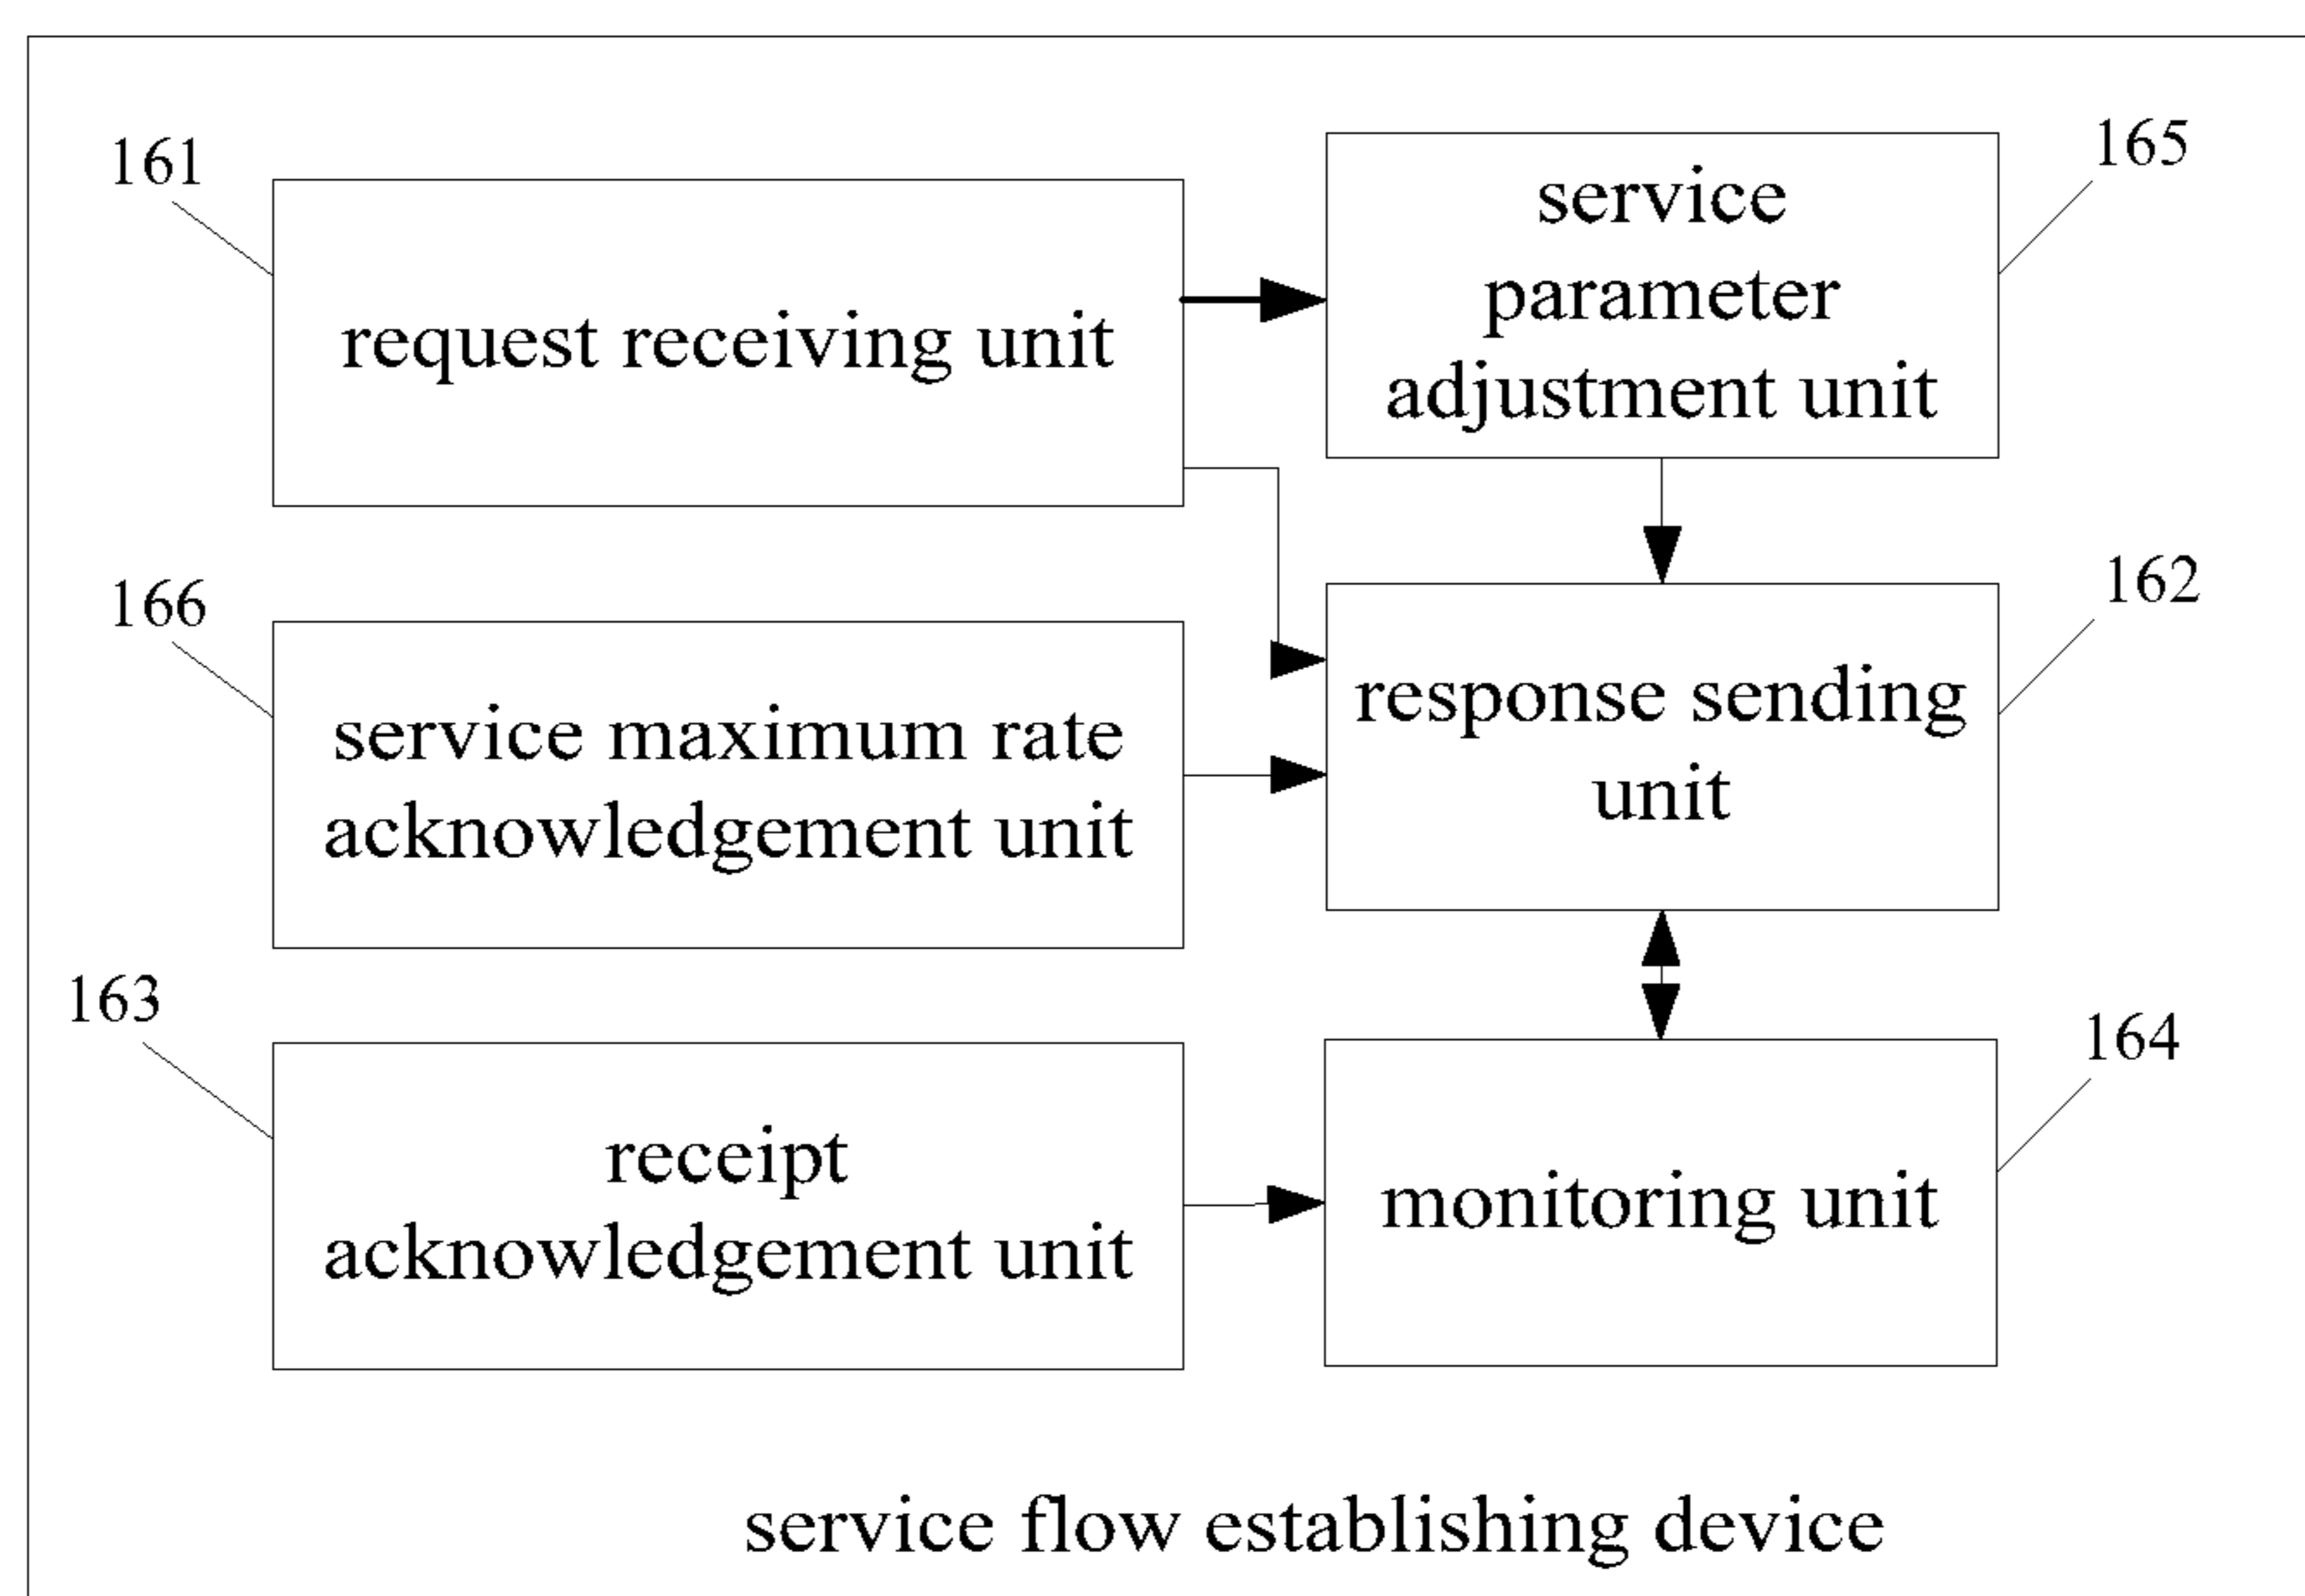 161
request receiving unit
165
service
parameter
adjustment unit
166
service maximum rate
acknowledgement unit
162
response sending
unit
163
receipt
acknowledgement unit
164
monitoring unit
service flow establishing device